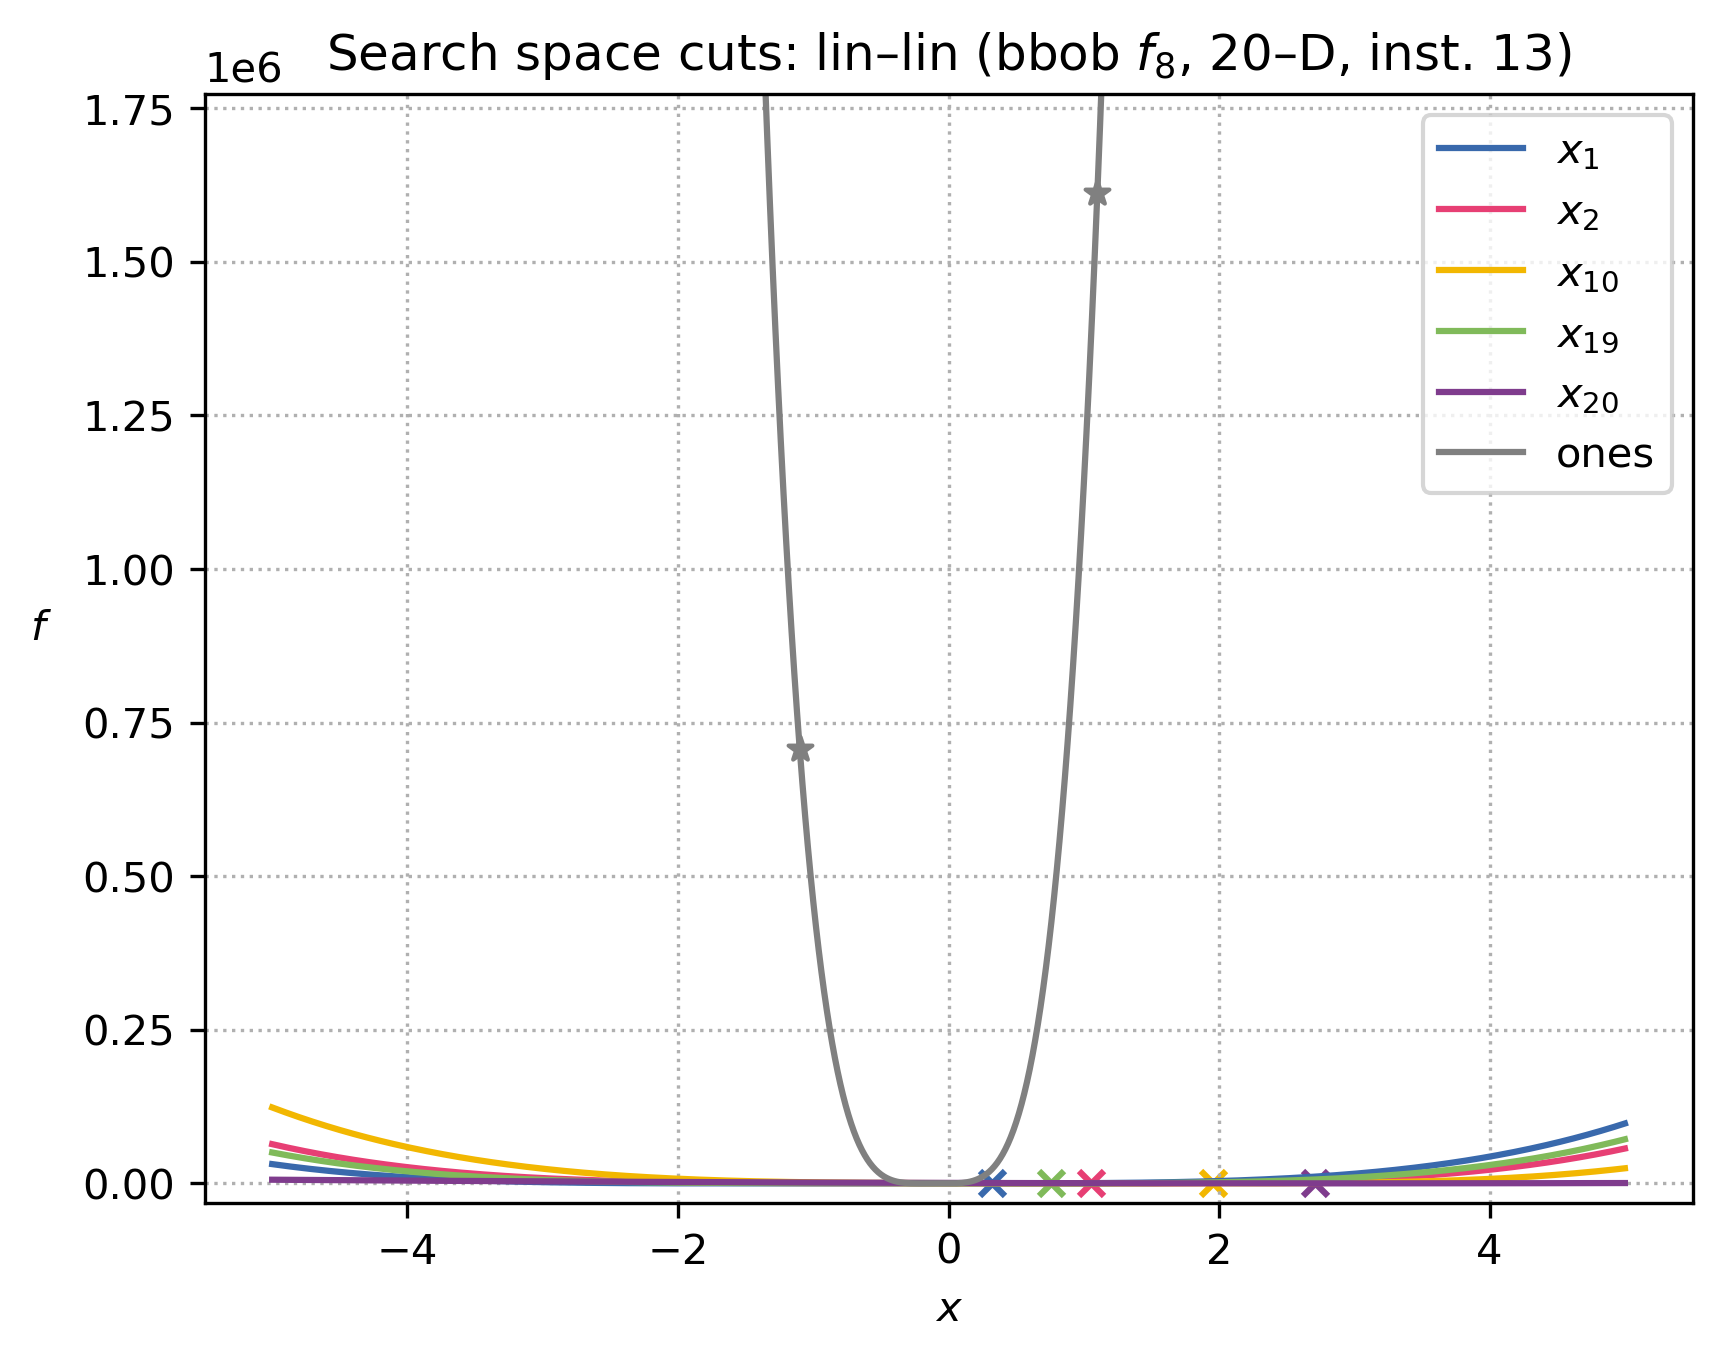 Search space cuts: lin–lin (bbob f₈, 20–D, inst. 13)
1e6
1.75
1.50
1.25
1.00
0.75
0.50
0.25
0.00
f
−4
−2
0
2
4
x
x₁
x₂
x₁₀
x₁₉
x₂₀
ones